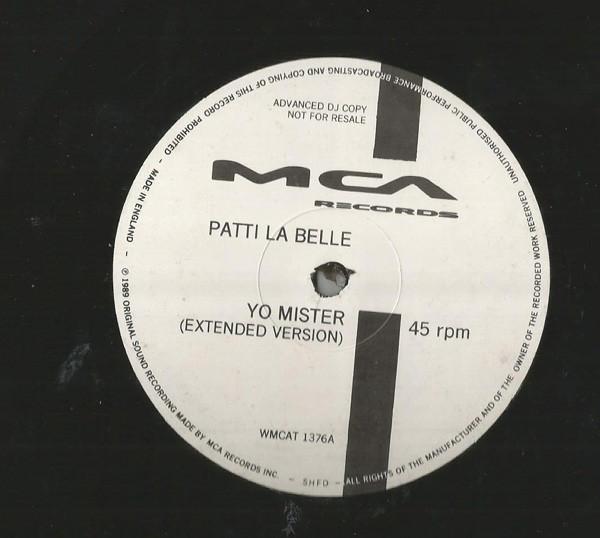 ADVANCED DJ COPY
NOT FOR RESALE
MCA
RECORDS
PATTI LA BELLE
YO MISTER
(EXTENDED VERSION)
45 rpm
WMCAT 1376A
℗ 1989 ORIGINAL SOUND RECORDING MADE BY MCA RECORDS INC. - SHFD - ALL RIGHTS OF THE MANUFACTURER AND OF THE OWNER OF THE RECORDED WORK RESERVED UNAUTHORISED PUBLIC PERFORMANCE BROADCASTING AND COPYING OF THIS RECORD PROHIBITED - MADE IN ENGLAND -